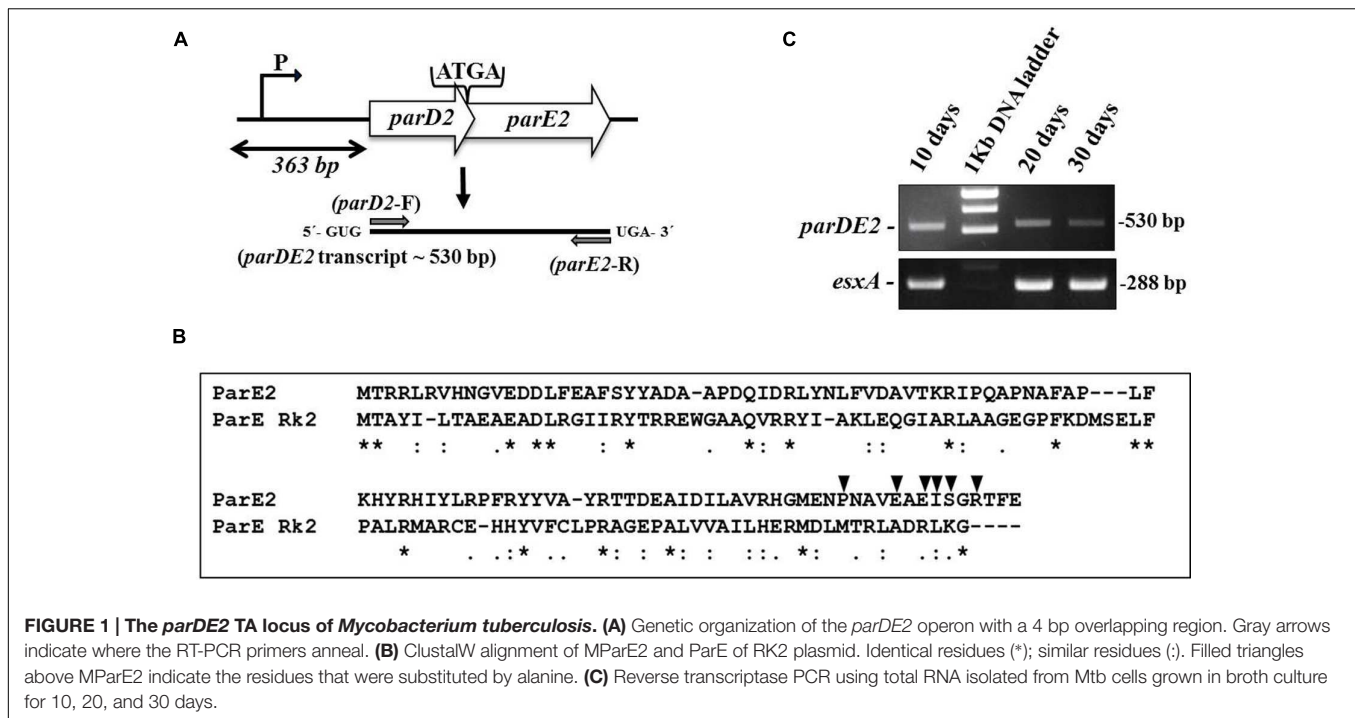 A
P
ATGA
parD2
parE2
363 bp
(parD2-F)
5´- GUG
UGA- 3´
(parDE2 transcript ~ 530 bp)
(parE2-R)
C
10 days
1Kb DNA ladder
20 days
30 days
parDE2 -
-530 bp
esxA -
-288 bp
B
ParE2 MTRRLRVHNGVEDDLFEAFSYYADA-APDQIDRLYNLFVDAVTKRIPQAPNAFAP---LF
ParE Rk2 MTAYI-LTAEAEADLRGIIRYTRREWGAAQVRRYI-AKLEQGIARLAAGEGPFKDMSELF
** : : .* ** : * . *: * :: *: . * **
ParE2 KHYRHIYLRPFRYYVA-YRTTDEAIDILAVRHGMENPNAVEAEISGRTFE
ParE Rk2 PALRMARCE-HHYVFCLPRAGEPALVVAILHERMDLMTRLADRLKG----
* . .:* .. *: : *: : :: *: . . :. *
FIGURE 1 | The parDE2 TA locus of Mycobacterium tuberculosis. (A) Genetic organization of the parDE2 operon with a 4 bp overlapping region. Gray arrows
indicate where the RT-PCR primers anneal. (B) ClustalW alignment of MParE2 and ParE of RK2 plasmid. Identical residues (*); similar residues (:). Filled triangles
above MParE2 indicate the residues that were substituted by alanine. (C) Reverse transcriptase PCR using total RNA isolated from Mtb cells grown in broth culture
for 10, 20, and 30 days.